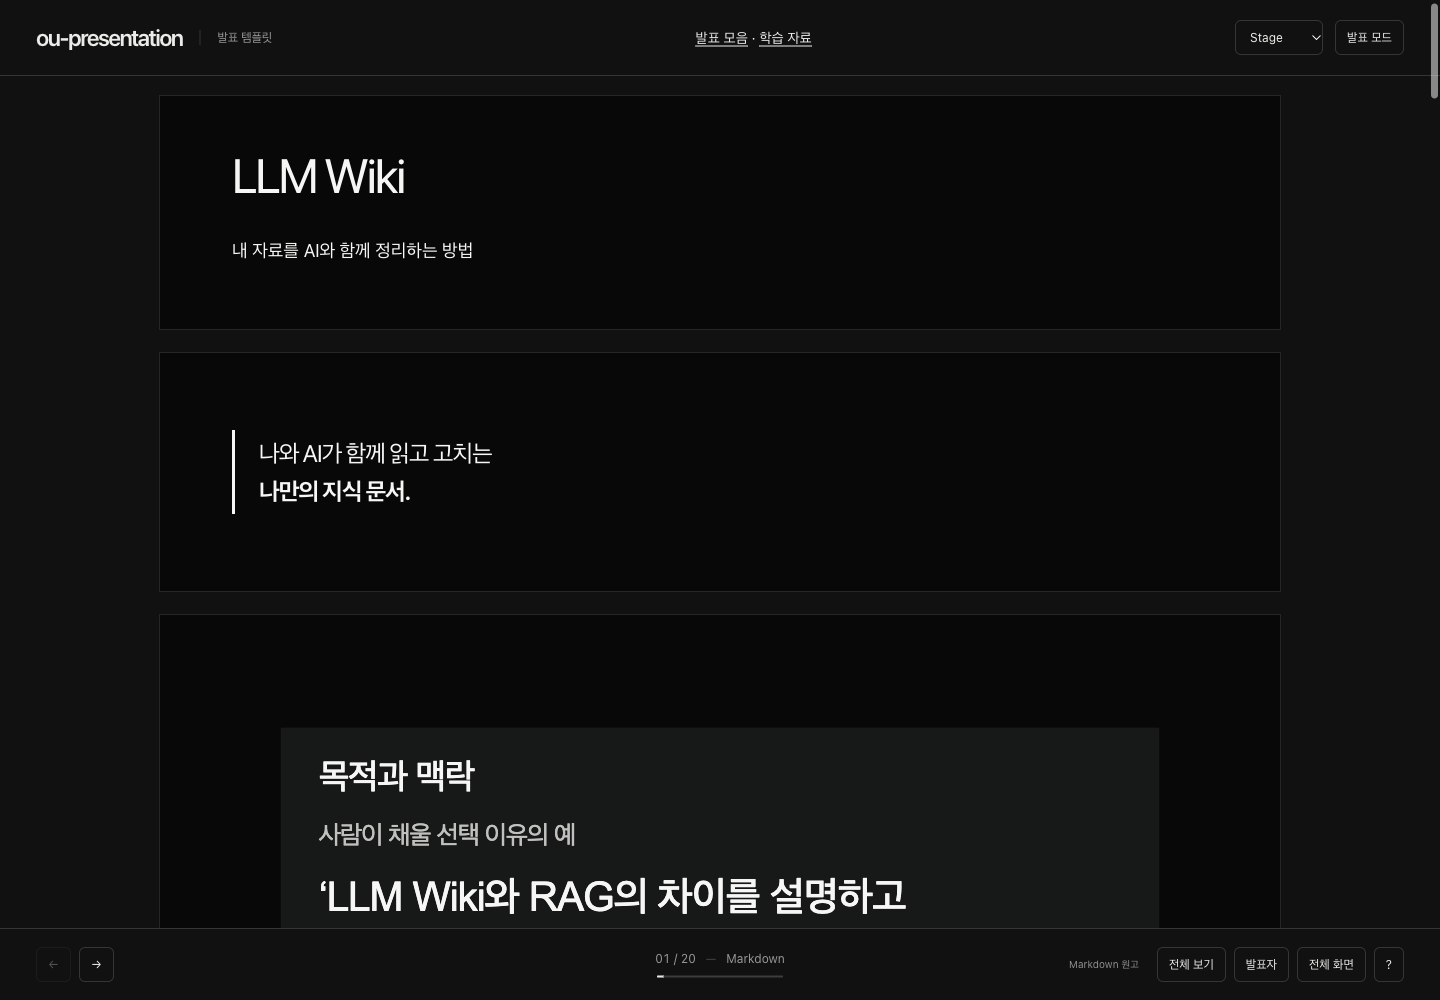 ou-presentation
발표 템플릿
발표 모음 · 학습 자료
Stage
발표 모드
LLM Wiki
내 자료를 AI와 함께 정리하는 방법
나와 AI가 함께 읽고 고치는
나만의 지식 문서.
목적과 맥락
사람이 채울 선택 이유의 예
‘LLM Wiki와 RAG의 차이를 설명하고
← →
01 / 20 — Markdown
Markdown 원고
전체 보기
발표자
전체 화면
?